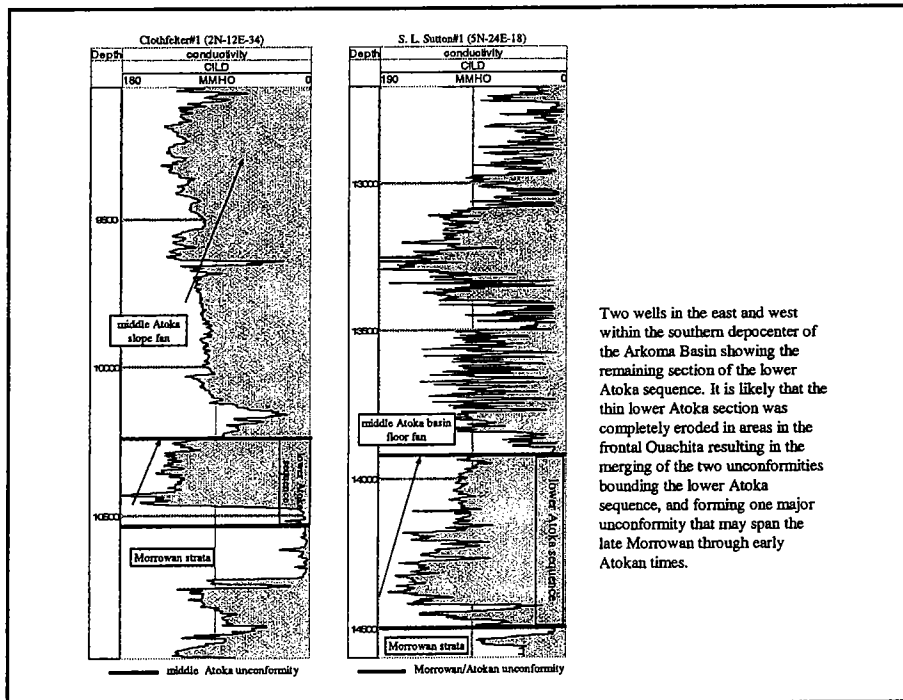 Clothfelter#1 (2N-12E-34)
Depth
conductivity
CILD
180 MMHO 0
9500
10000
10500
middle Atoka
slope fan
lower Atoka
sequence
Morrowan strata
middle Atoka unconformity
S. L. Sutton#1 (5N-24E-18)
Depth
conductivity
CILD
190 MMHO 0
13000
13500
14000
14500
middle Atoka basin
floor fan
lower Atoka sequence
Morrowan strata
Morrowan/Atokan unconformity
Two wells in the east and west
within the southern depocenter of
the Arkoma Basin showing the
remaining section of the lower
Atoka sequence. It is likely that the
thin lower Atoka section was
completely eroded in areas in the
frontal Ouachita resulting in the
merging of the two unconformities
bounding the lower Atoka
sequence, and forming one major
unconformity that may span the
late Morrowan through early
Atokan times.